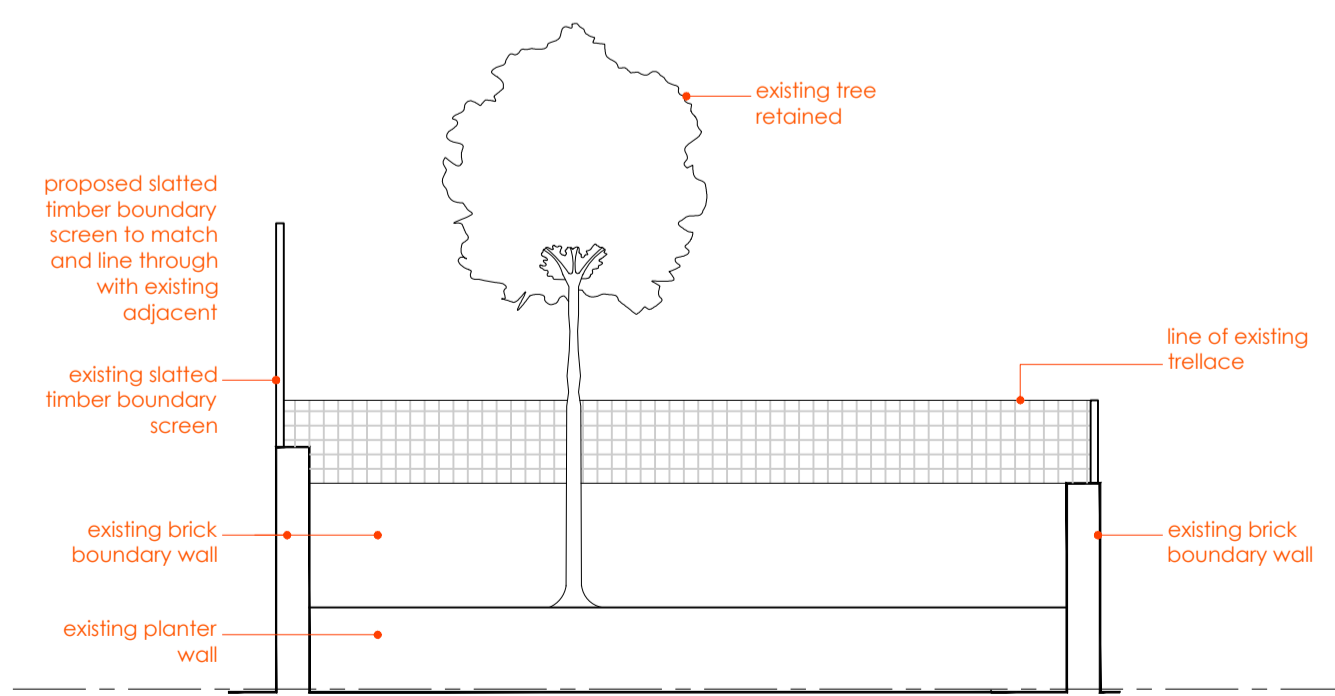 existing tree
retained
proposed slatted
timber boundary
screen to match
and line through
with existing
adjacent
line of existing
trellace
existing slatted
timber boundary
screen
existing brick
boundary wall
existing brick
boundary wall
existing planter
wall